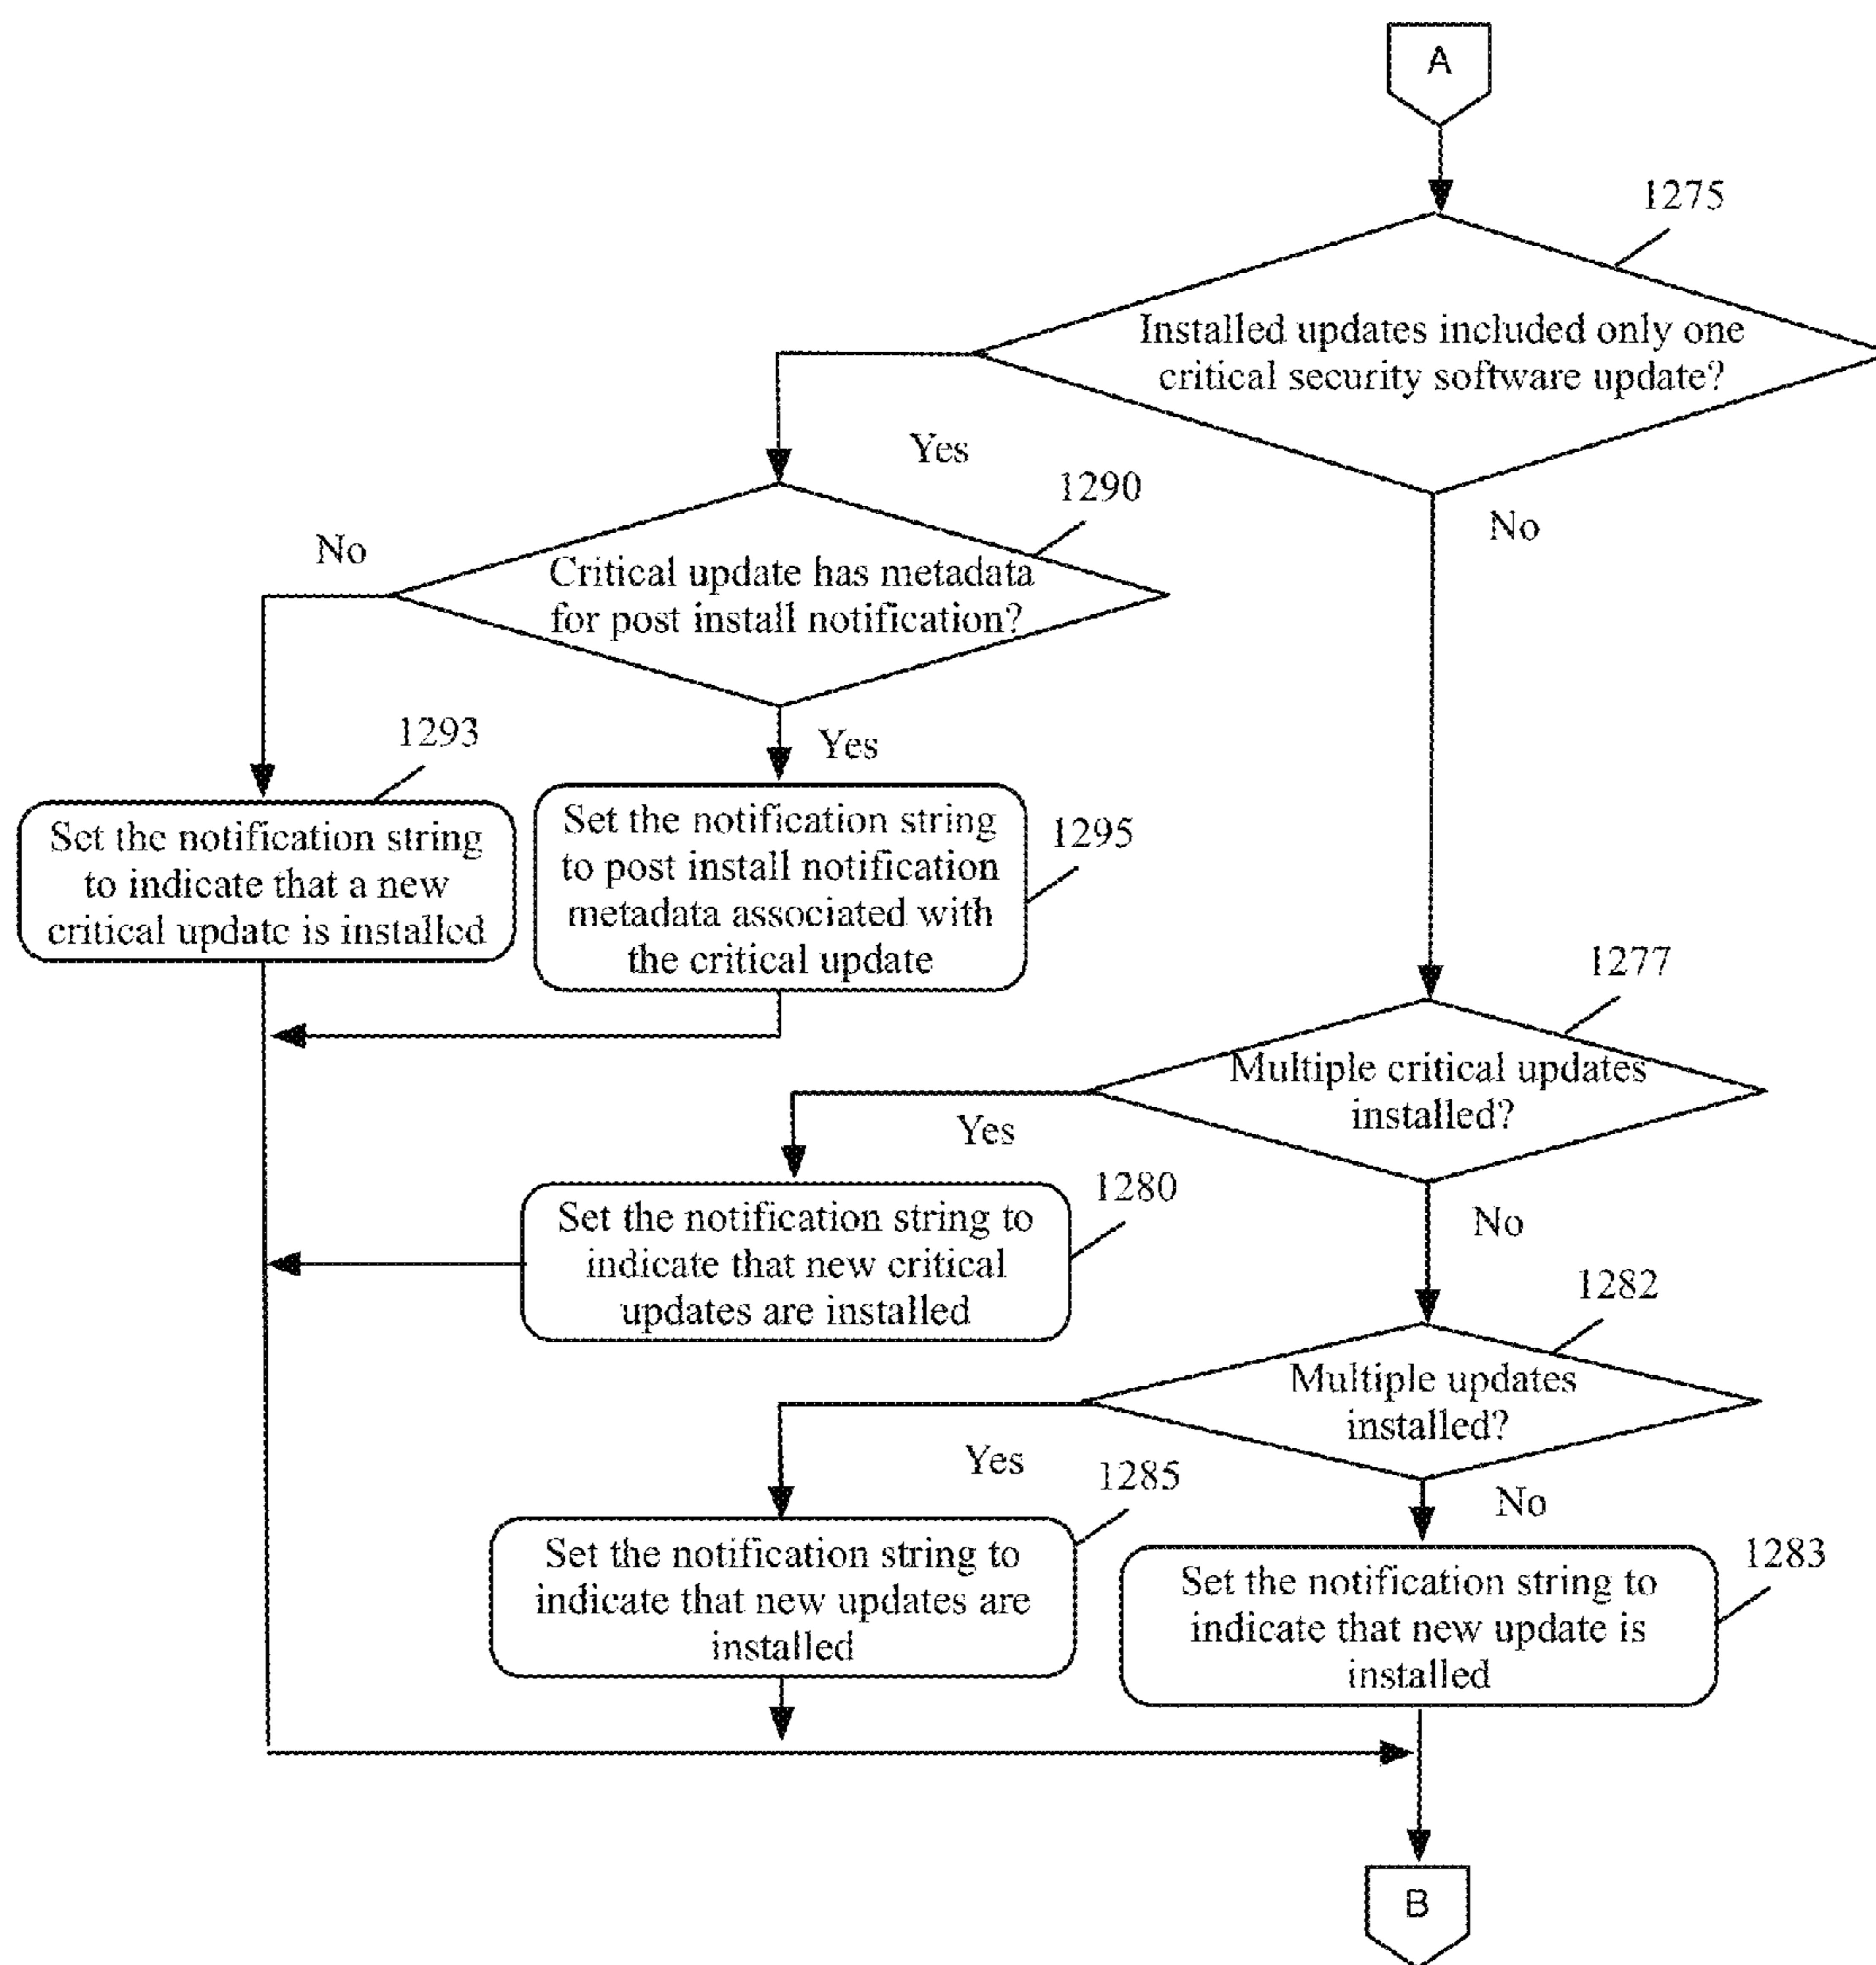 A
1275
Installed updates included only one
critical security software update?
Yes
No
1290
Critical update has metadata
for post install notification?
No
Yes
1293
Set the notification string
to indicate that a new
critical update is installed
1295
Set the notification string
to post install notification
metadata associated with
the critical update
1277
Multiple critical updates
installed?
Yes
No
1280
Set the notification string to
indicate that new critical
updates are installed
1282
Multiple updates
installed?
Yes
No
1285
Set the notification string to
indicate that new updates are
installed
1283
Set the notification string to
indicate that new update is
installed
B